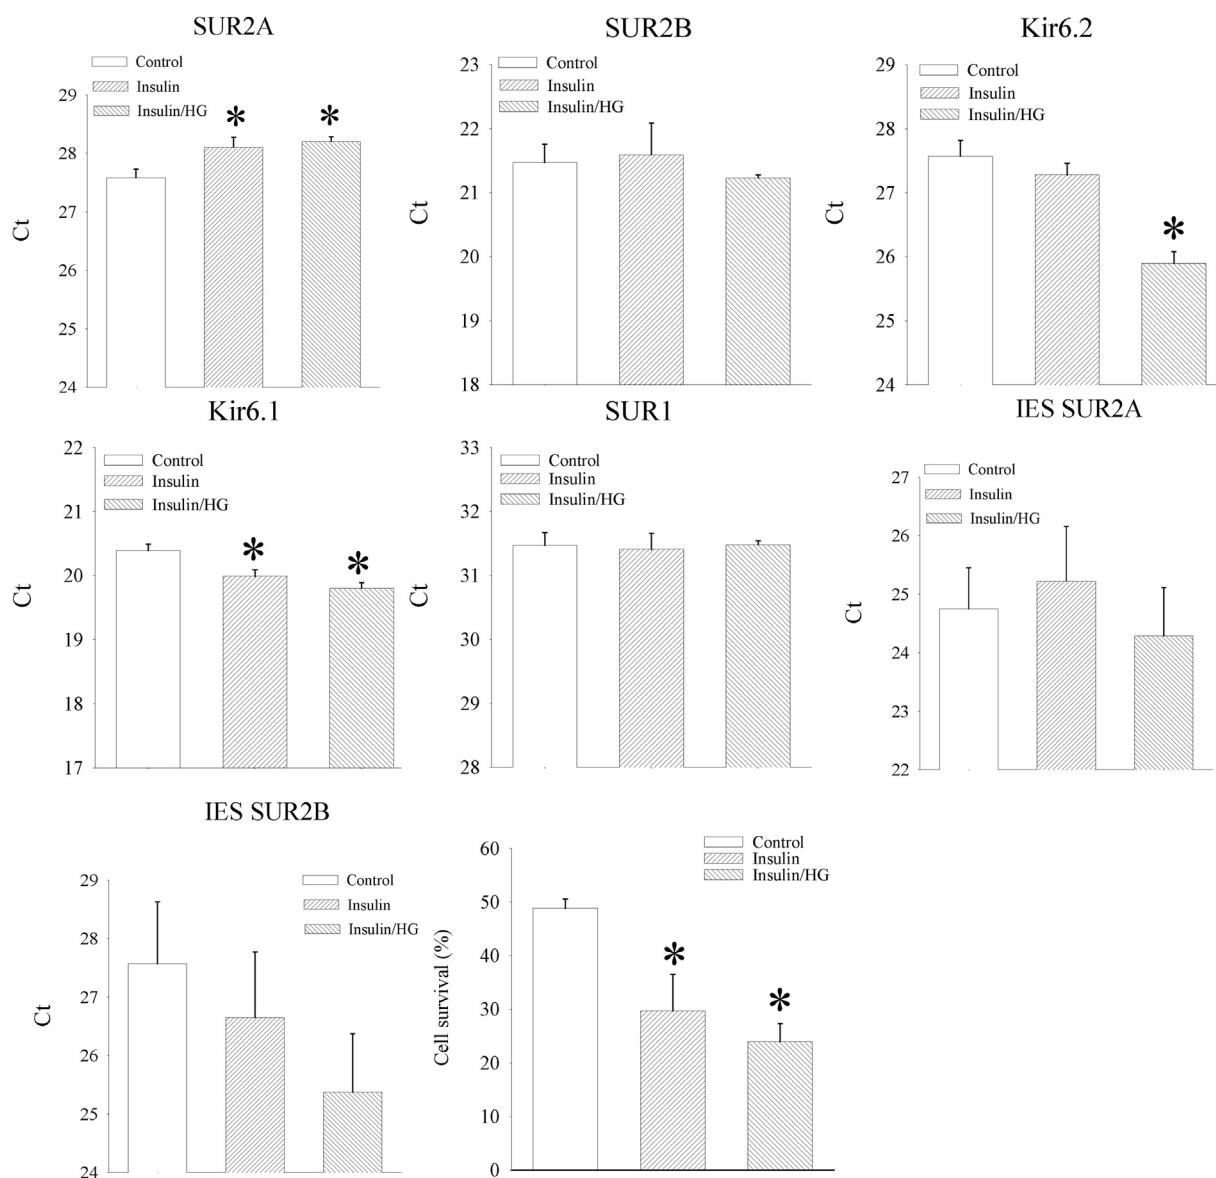 SUR2A
Control
Insulin
Insulin/HG
29
28
27
26
25
24
Ct
*
*
SUR2B
Control
Insulin
Insulin/HG
23
22
21
20
19
18
Ct
Kir6.2
Control
Insulin
Insulin/HG
29
28
27
26
25
24
Ct
*
Kir6.1
Control
Insulin
Insulin/HG
22
21
20
19
18
17
Ct
*
*
SUR1
Control
Insulin
Insulin/HG
33
32
31
30
29
28
Ct
IES SUR2A
Control
Insulin
Insulin/HG
27
26
25
24
23
22
Ct
IES SUR2B
Control
Insulin
Insulin/HG
29
28
27
26
25
24
Ct
Control
Insulin
Insulin/HG
60
50
40
30
20
10
0
Cell survival (%)
*
*